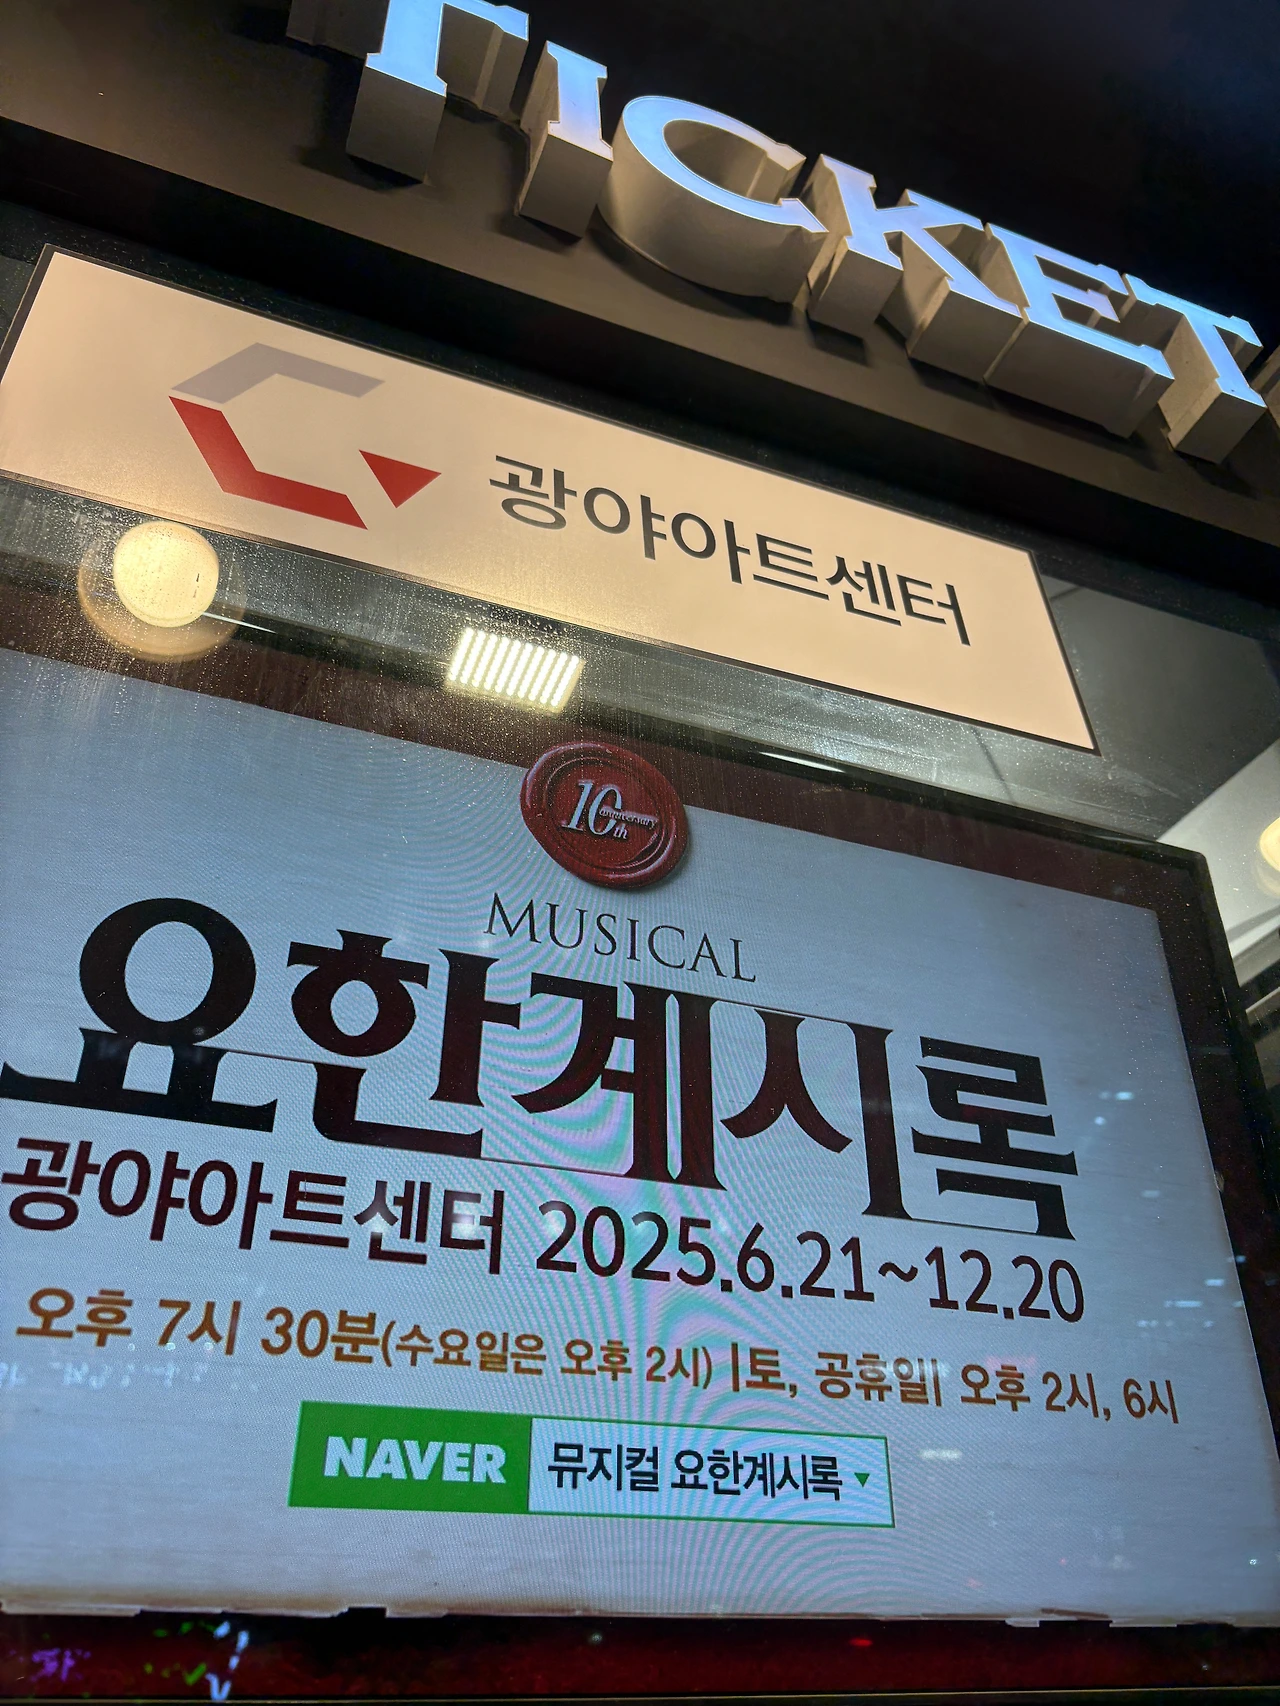 TICKET
광야아트센터
10th
anniversary
MUSICAL
요한계시록
광야아트센터 2025.6.21~12.20
오후 7시 30분(수요일은 오후 2시) |토, 공휴일| 오후 2시, 6시
NAVER 뮤지컬 요한계시록